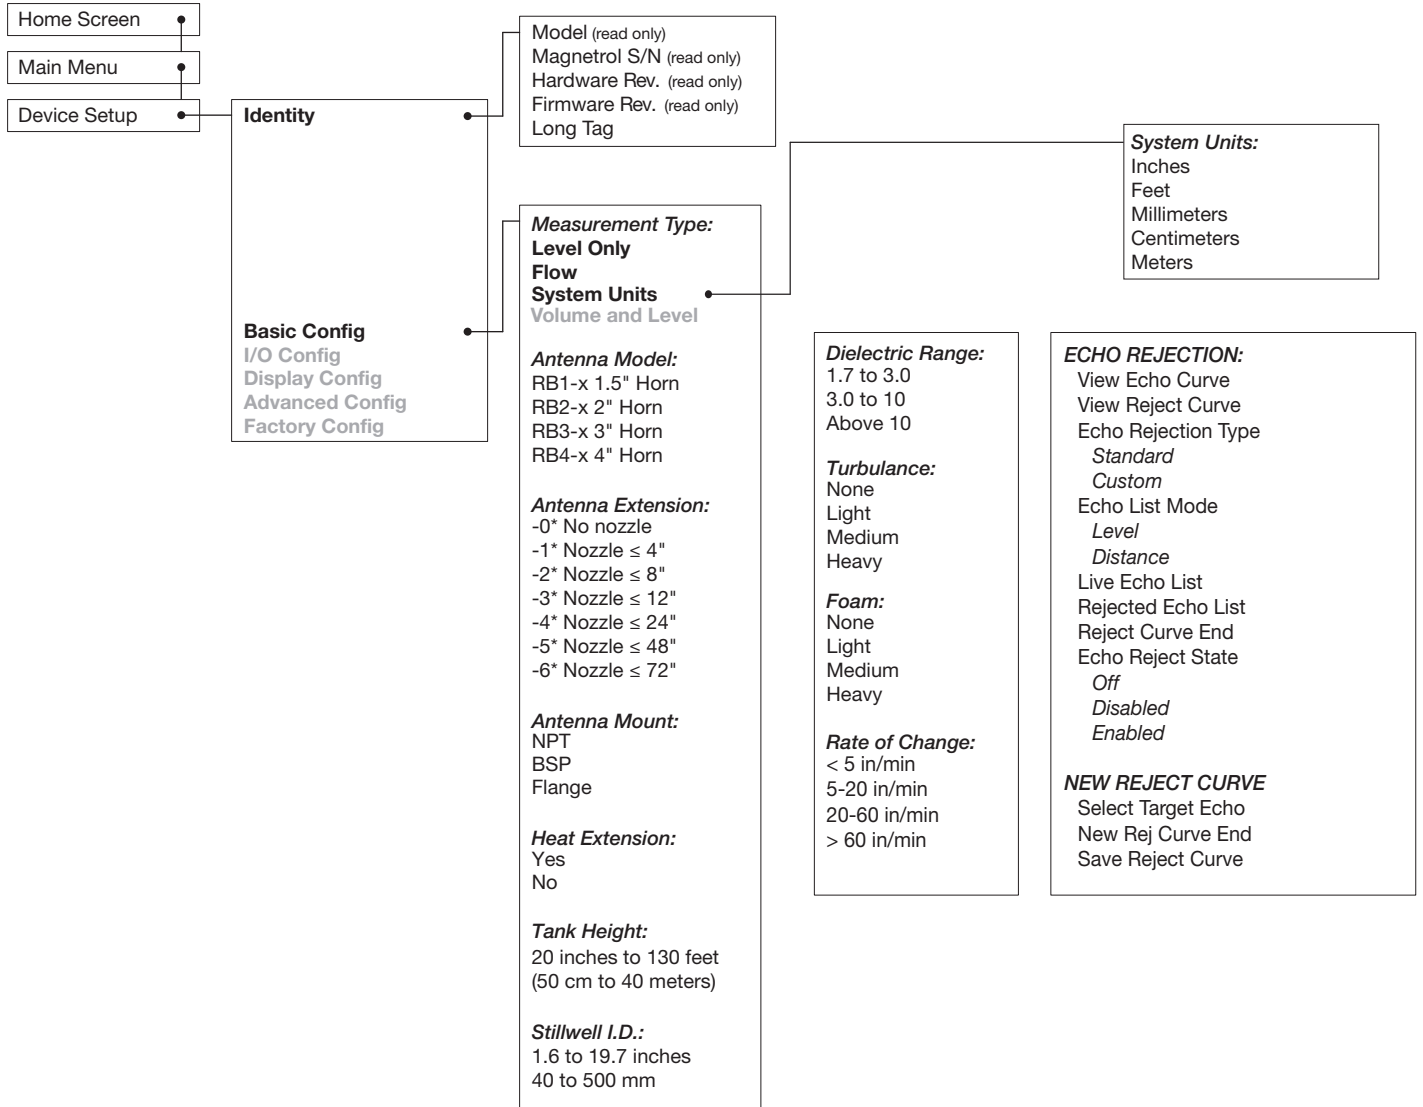 Home Screen
Main Menu
Device Setup
Identity
Basic Config
I/O Config
Display Config
Advanced Config
Factory Config
Model (read only)
Magnetrol S/N (read only)
Hardware Rev. (read only)
Firmware Rev. (read only)
Long Tag
Measurement Type:
Level Only
Flow
System Units
Volume and Level
Antenna Model:
RB1-x 1.5" Horn
RB2-x 2" Horn
RB3-x 3" Horn
RB4-x 4" Horn
Antenna Extension:
-0* No nozzle
-1* Nozzle ≤ 4"
-2* Nozzle ≤ 8"
-3* Nozzle ≤ 12"
-4* Nozzle ≤ 24"
-5* Nozzle ≤ 48"
-6* Nozzle ≤ 72"
Antenna Mount:
NPT
BSP
Flange
Heat Extension:
Yes
No
Tank Height:
20 inches to 130 feet
(50 cm to 40 meters)
Stillwell I.D.:
1.6 to 19.7 inches
40 to 500 mm
System Units:
Inches
Feet
Millimeters
Centimeters
Meters
Dielectric Range:
1.7 to 3.0
3.0 to 10
Above 10
Turbulance:
None
Light
Medium
Heavy
Foam:
None
Light
Medium
Heavy
Rate of Change:
< 5 in/min
5-20 in/min
20-60 in/min
> 60 in/min
ECHO REJECTION:
View Echo Curve
View Reject Curve
Echo Rejection Type
Standard
Custom
Echo List Mode
Level
Distance
Live Echo List
Rejected Echo List
Reject Curve End
Echo Reject State
Off
Disabled
Enabled
NEW REJECT CURVE
Select Target Echo
New Rej Curve End
Save Reject Curve